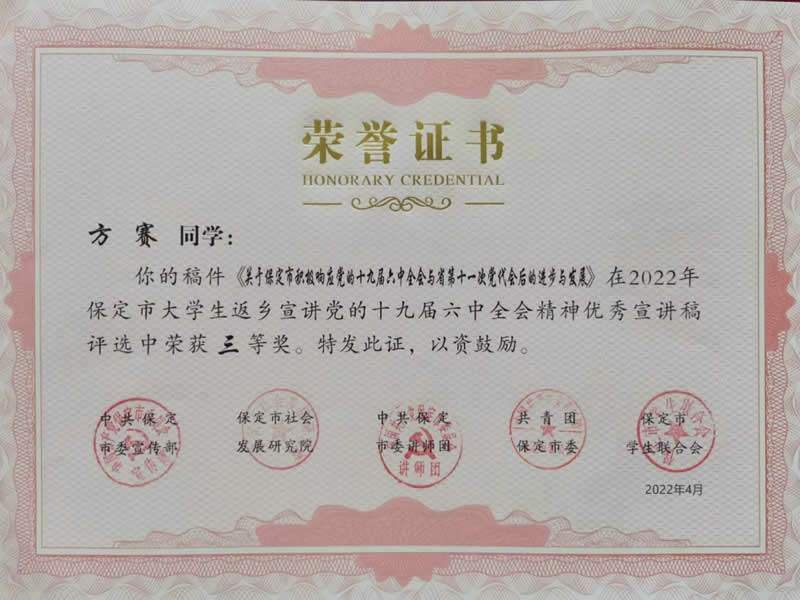 荣誉证书
HONORARY CREDENTIAL
方赛 同学：
你的稿件《关于保定市积极响应党的十九届六中全会与省第十一次党代会后的进步与发展》在2022年
保定市大学生返乡宣讲党的十九届六中全会精神优秀宣讲稿
评选中荣获 三 等奖。特发此证，以资鼓励。
中共保定 保定市社会 中共保定 共青团 保定市
市委宣传部 发展研究院 市委讲师团 保定市委 学生联合会
讲师团
2022年4月